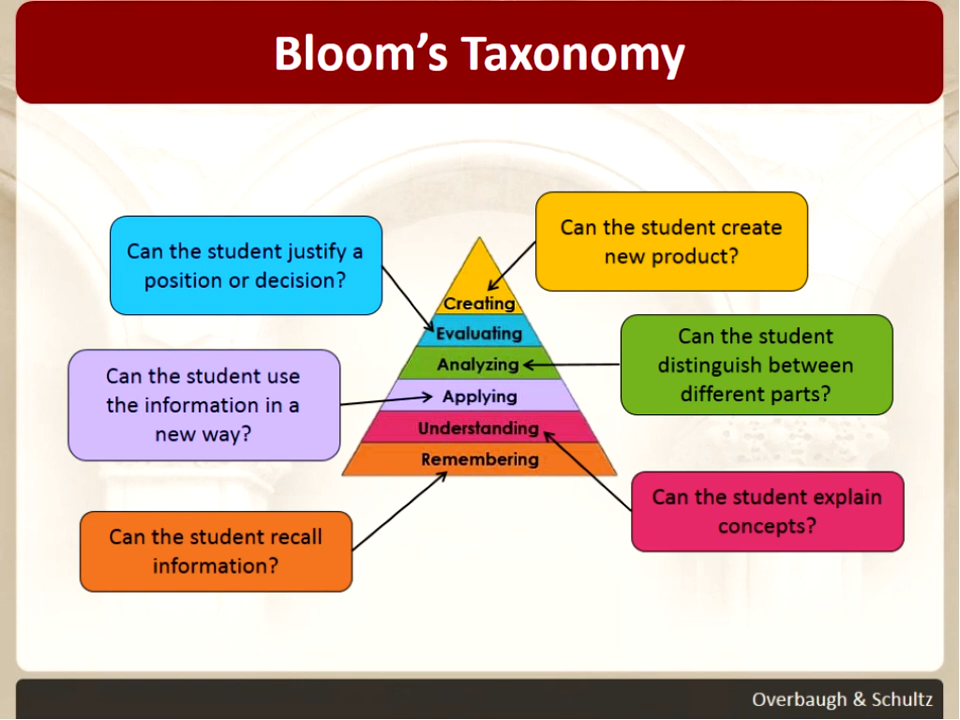 Bloom’s Taxonomy
Can the student justify a
position or decision?
Can the student create
new product?
Creating
Evaluating
Analyzing
Applying
Understanding
Remembering
Can the student
distinguish between
different parts?
Can the student use
the information in a
new way?
Can the student explain
concepts?
Can the student recall
information?
Overbaugh & Schultz